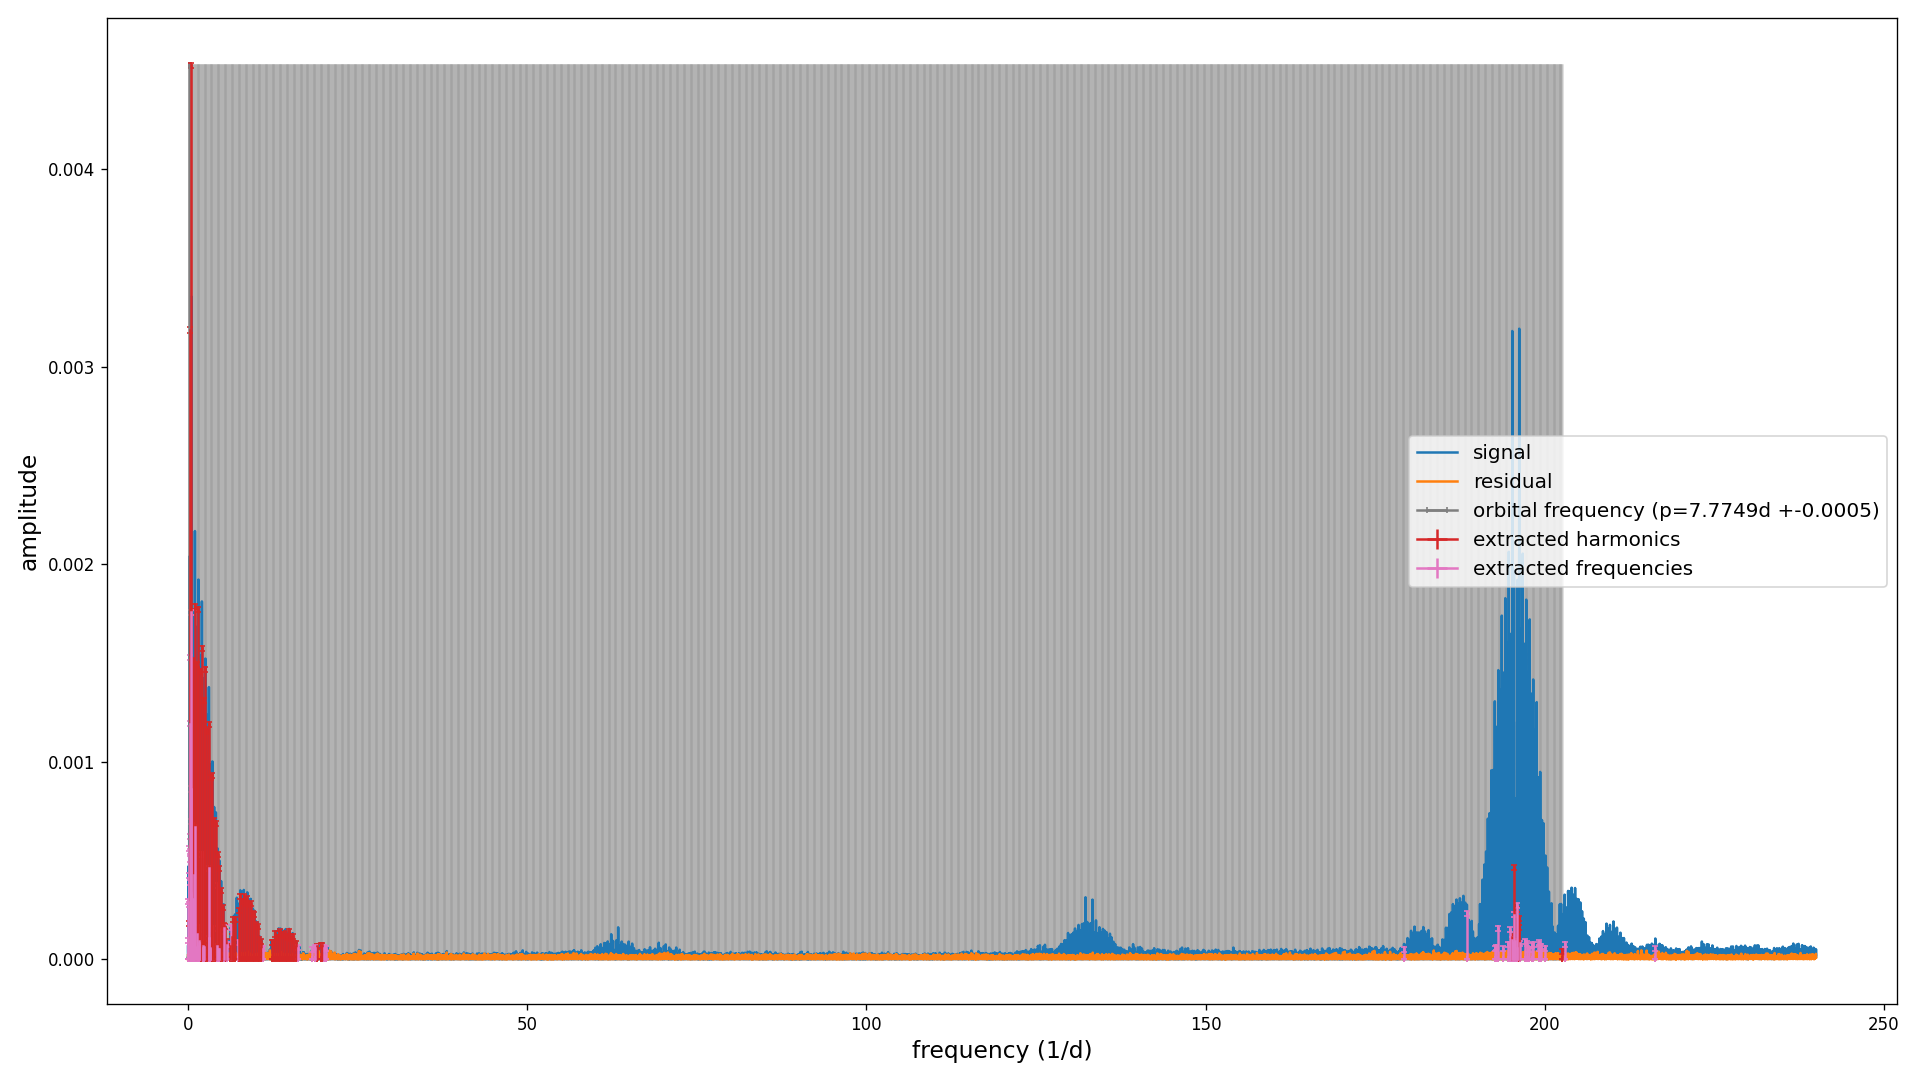 0.004
0.003
0.002
0.001
0.000
amplitude
signal
residual
orbital frequency (p=7.7749d +-0.0005)
extracted harmonics
extracted frequencies
0 50 100 150 200 250
frequency (1/d)